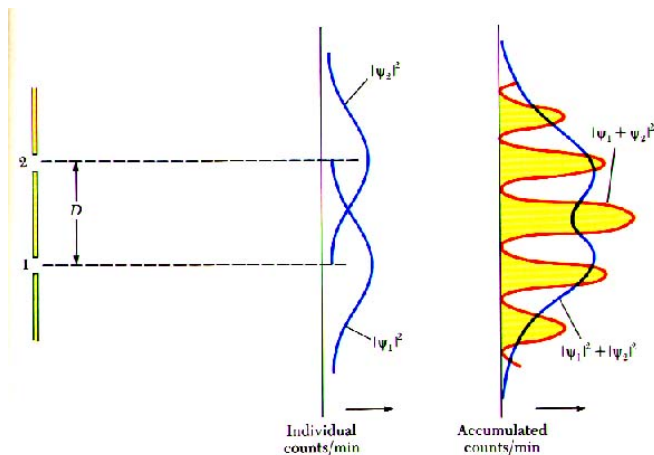 |ψ₂|²
|ψ₁ + ψ₂|²
2
D
1
|ψ₁|²
|ψ₁|² + |ψ₂|²
Individual
counts/min
Accumulated
counts/min